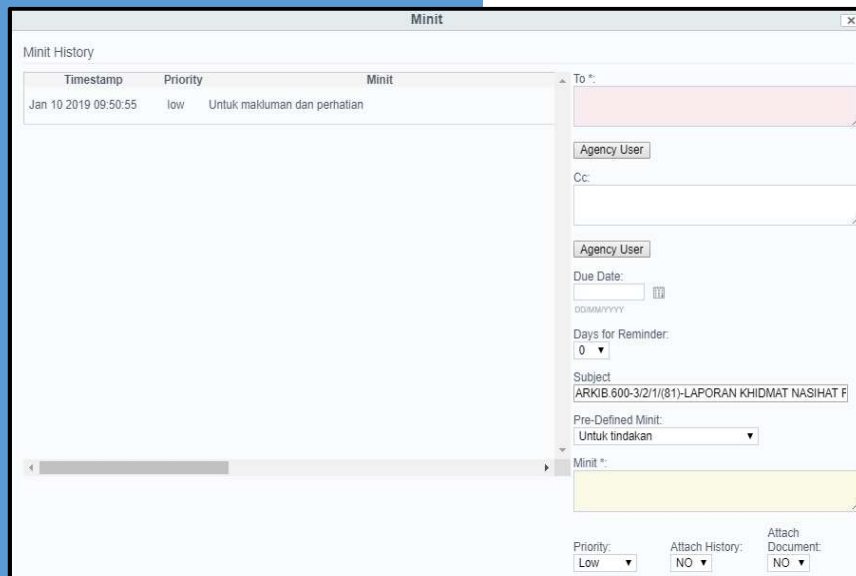 Minit
Minit History
Timestamp Priority Minit
Jan 10 2019 09:50:55 low Untuk makluman dan perhatian
To *:
Agency User
Cc:
Agency User
Due Date:
DD/MM/YYYY
Days for Reminder:
0
Subject
ARKIB.600-3/2/1/(81)-LAPORAN KHIDMAT NASIHAT
Pre-Defined Minit:
Untuk tindakan
Minit *:
Priority: Attach History: Attach Document:
Low NO NO